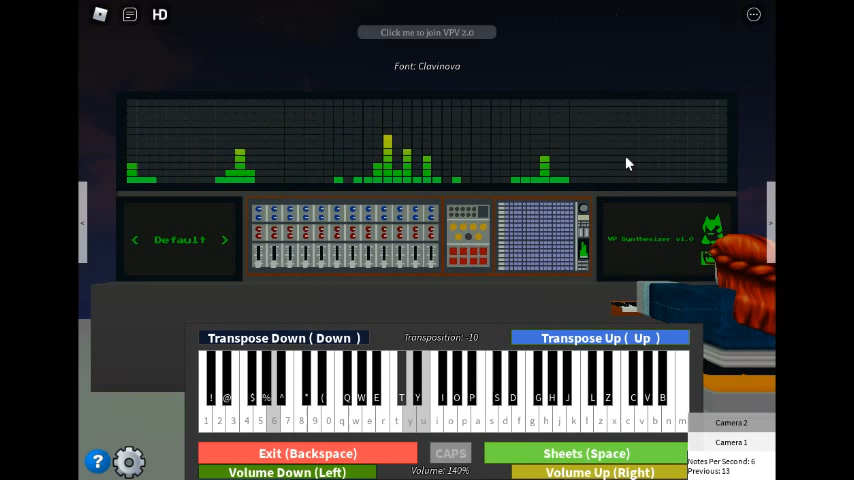 HD
Click me to join VPV 2.0
Font: Clavinova
<
>
< Default >
VP Synthesizer v1.0
Transpose Down ( Down )
Transposition: -10
Transpose Up ( Up )
! @ $ % ^ * ( Q W E T Y I O P S D G H J L Z C V B
1 2 3 4 5 6 7 8 9 0 q w e r t y u i o p a s d f g h j k l z x c v b n m
Camera 2
Camera 1
Exit (Backspace)
CAPS
Sheets (Space)
Notes Per Second: 6
Previous: 13
?
Volume Down (Left)
Volume: 140%
Volume Up (Right)